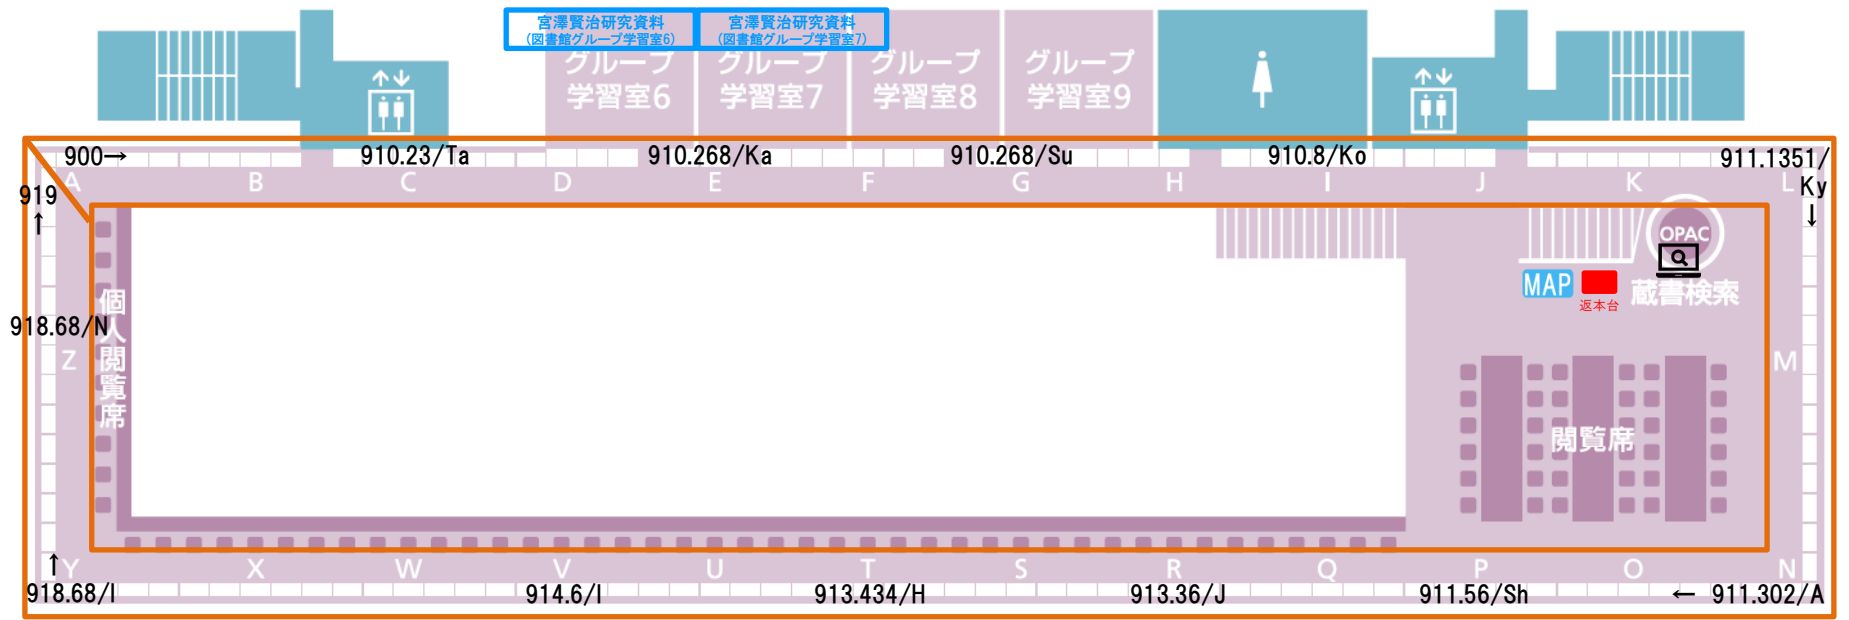 宮澤賢治研究資料
(図書館グループ学習室6)
宮澤賢治研究資料
(図書館グループ学習室7)
グループ
学習室6
グループ
学習室7
グループ
学習室8
グループ
学習室9
900→
910.23/Ta
910.268/Ka
910.268/Su
910.8/Ko
911.1351/
Ky
↓
A
B
C
D
E
F
G
H
I
J
K
L
919
↑
OPAC
MAP
返本台
蔵書検索
個人閲覧席
918.68/N
Z
M
閲覧席
↑
Y
X
W
V
U
T
S
R
Q
P
O
N
918.68/I
914.6/I
913.434/H
913.36/J
911.56/Sh
← 911.302/A